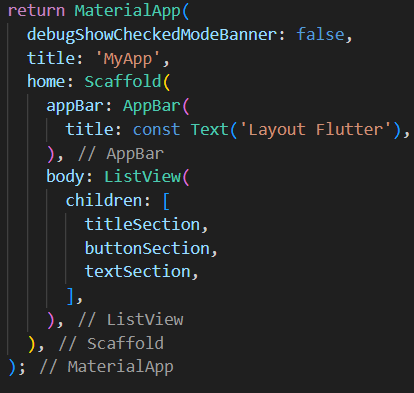 return MaterialApp(
  debugShowCheckedModeBanner: false,
  title: 'MyApp',
  home: Scaffold(
    appBar: AppBar(
      title: const Text('Layout Flutter'),
    ), // AppBar
    body: ListView(
      children: [
        titleSection,
        buttonSection,
        textSection,
      ],
    ), // ListView
  ), // Scaffold
); // MaterialApp